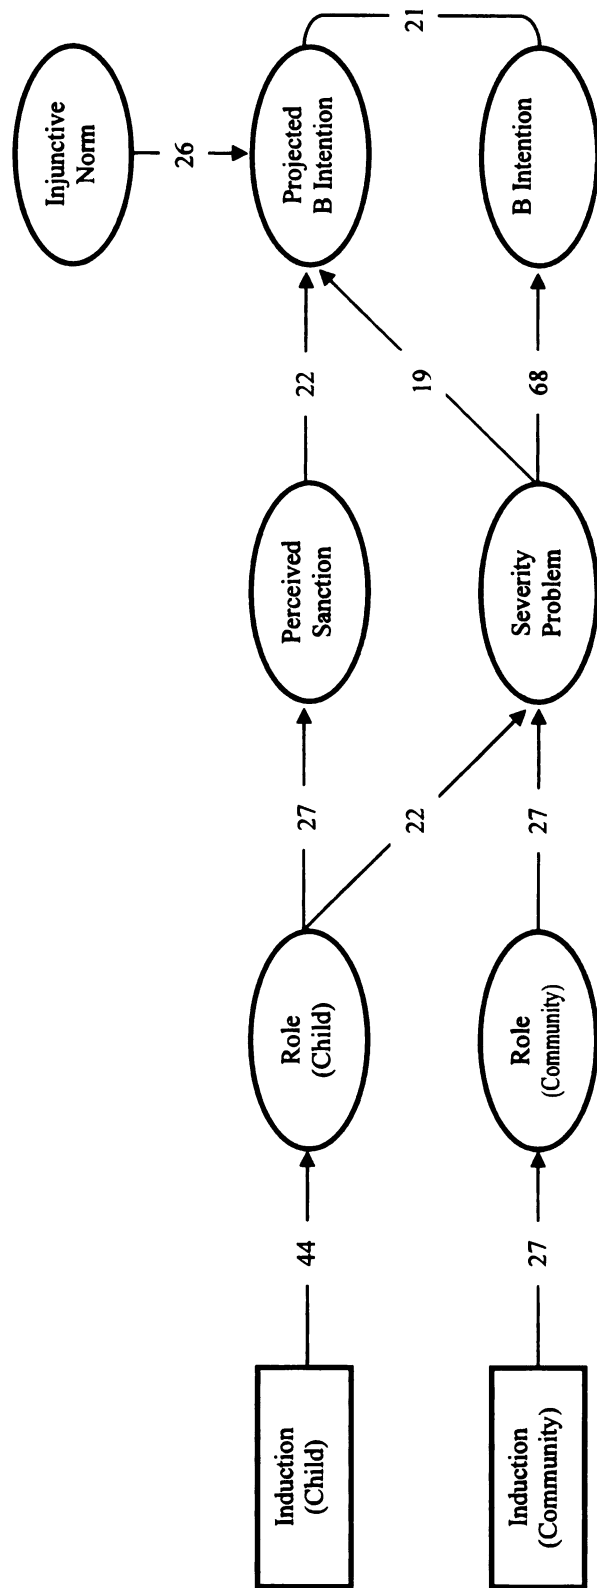 Induction
(Child)
44
Role
(Child)
27
22
Perceived
Sanction
22
Injunctive
Norm
26
Projected
B Intention
21
Induction
(Community)
27
Role
(Community)
27
Severity
Problem
19
68
B Intention